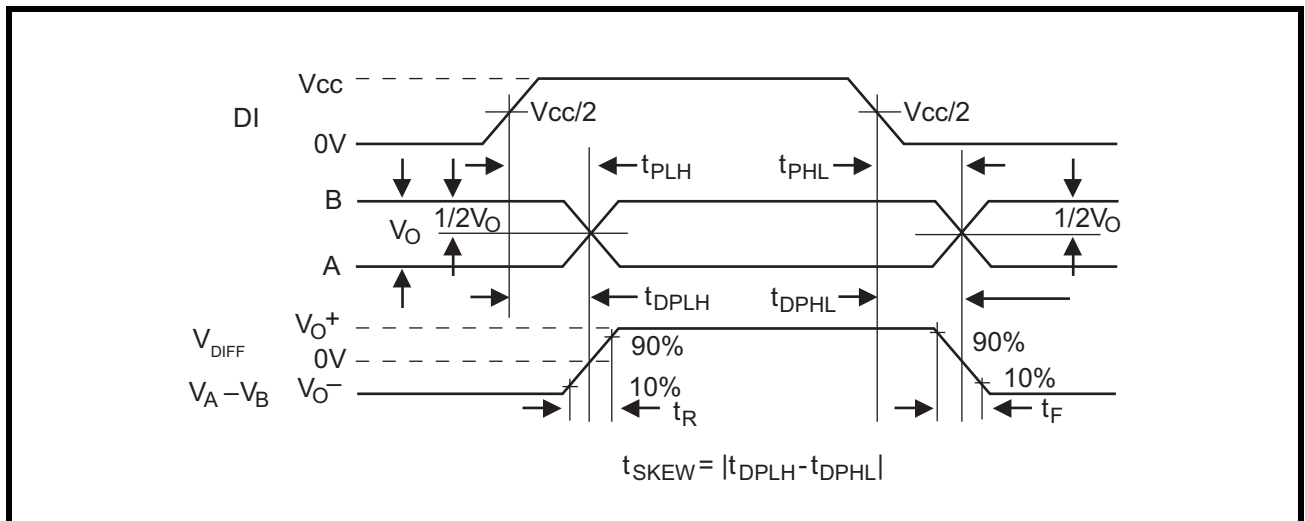 Vcc
DI
Vcc/2
Vcc/2
0V
tPLH
tPHL
B
VO
1/2VO
1/2VO
A
tDPLH
tDPHL
VO+
VDIFF
0V
90%
90%
VA –VB
VO–
10%
10%
tR
tF
tSKEW = |tDPLH - tDPHL|